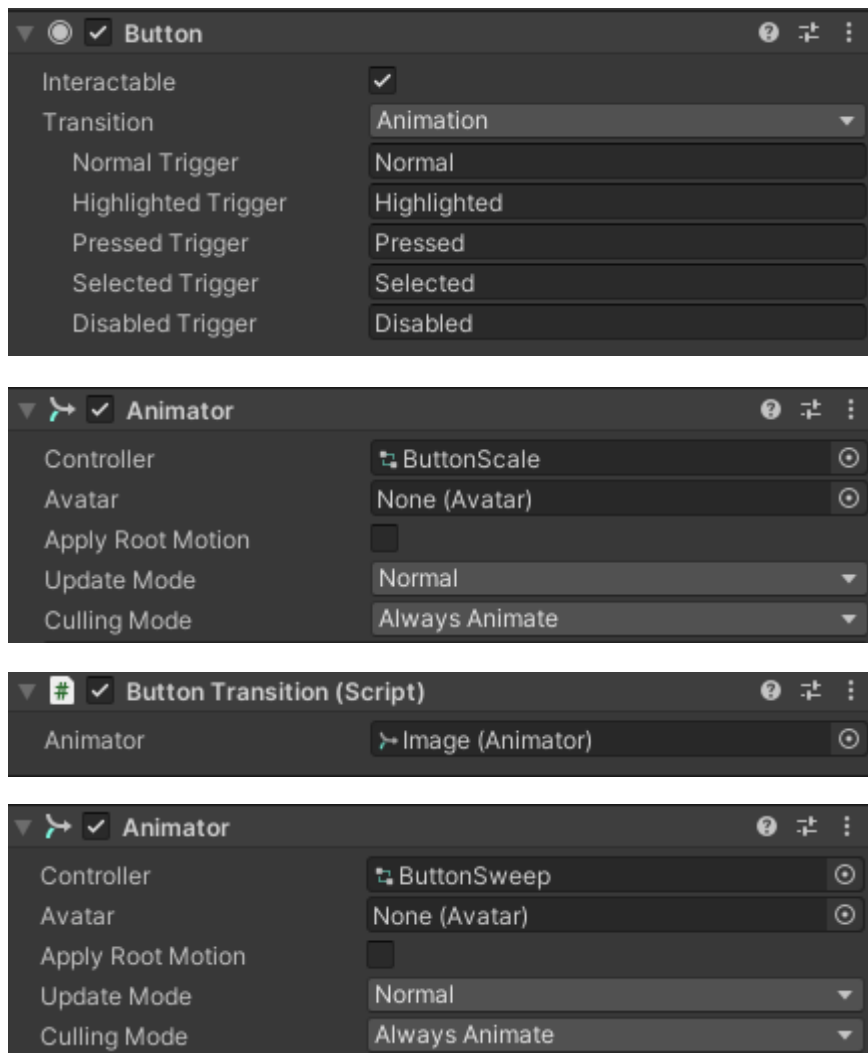 Button
Interactable
Transition Animation
Normal Trigger Normal
Highlighted Trigger Highlighted
Pressed Trigger Pressed
Selected Trigger Selected
Disabled Trigger Disabled
Animator
Controller ButtonScale
Avatar None (Avatar)
Apply Root Motion
Update Mode Normal
Culling Mode Always Animate
# Button Transition (Script)
Animator Image (Animator)
Animator
Controller ButtonSweep
Avatar None (Avatar)
Apply Root Motion
Update Mode Normal
Culling Mode Always Animate